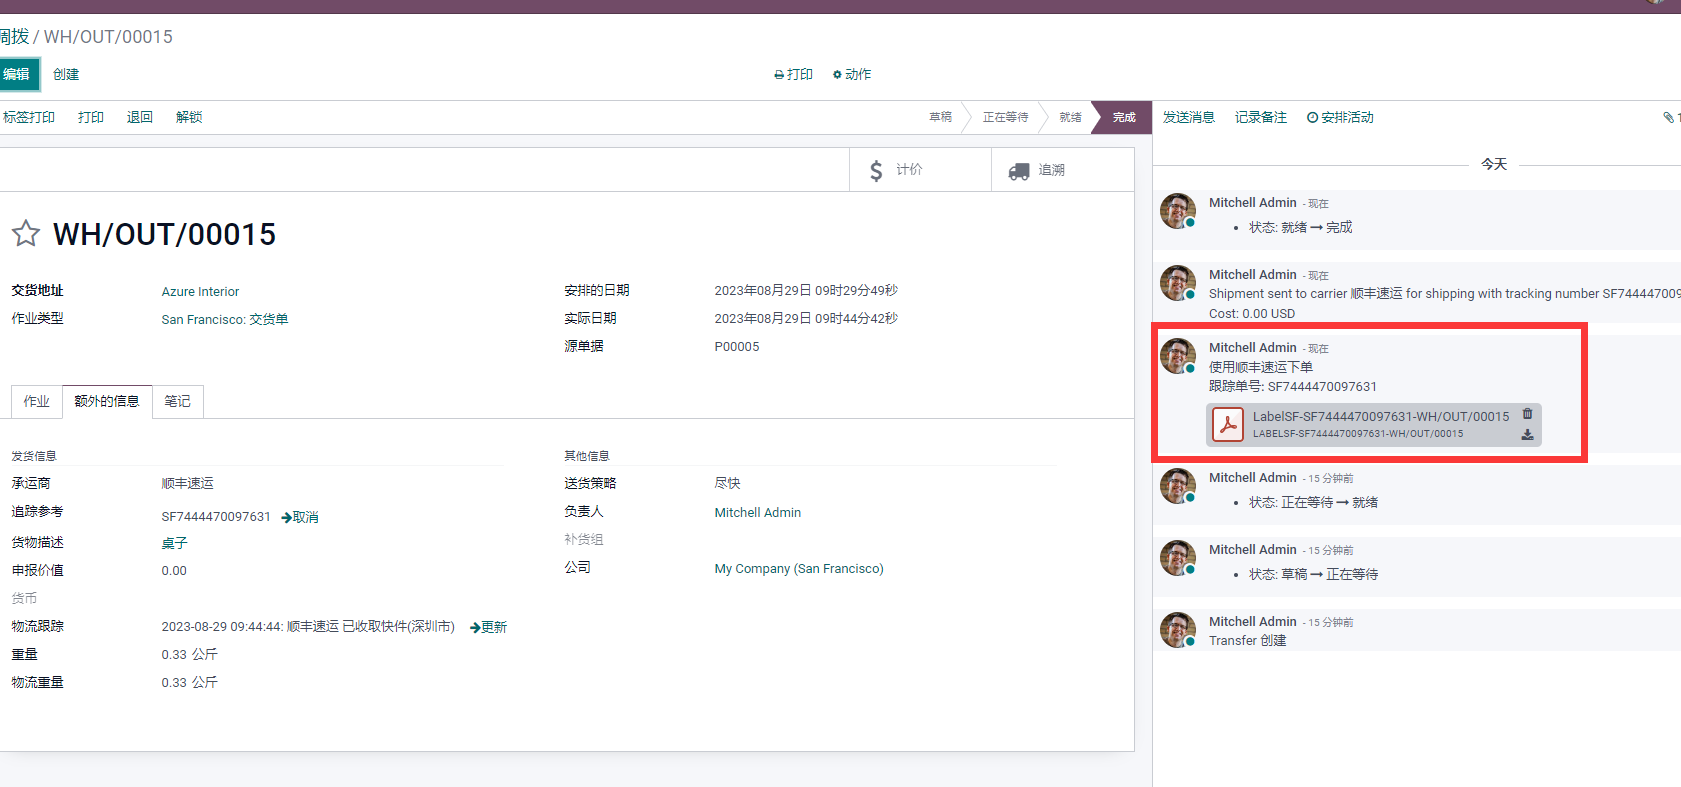 调拨 / WH/OUT/00015
编辑 创建 打印 动作
标签打印 打印 退回 解锁 草稿 正在等待 就绪 完成
计价 追溯
WH/OUT/00015
交货地址 Azure Interior
作业类型 San Francisco: 交货单
安排的日期 2023年08月29日 09时29分49秒
实际日期 2023年08月29日 09时44分42秒
源单据 P00005
作业 额外的信息 笔记
发货信息
承运商 顺丰速运
追踪参考 SF7444470097631 取消
货物描述 桌子
申报价值 0.00
货币
物流跟踪 2023-08-29 09:44:44: 顺丰速运 已收取快件(深圳市) 更新
重量 0.33 公斤
物流重量 0.33 公斤
其他信息
送货策略 尽快
负责人 Mitchell Admin
补货组
公司 My Company (San Francisco)
发送消息 记录备注 安排活动 1
今天
Mitchell Admin - 现在
• 状态: 就绪 → 完成
Mitchell Admin - 现在
Shipment sent to carrier 顺丰速运 for shipping with tracking number SF74444700
Cost: 0.00 USD
Mitchell Admin - 现在
使用顺丰速运下单
跟踪单号: SF7444470097631
LabelSF-SF7444470097631-WH/OUT/00015
LABELSF-SF7444470097631-WH/OUT/00015
Mitchell Admin - 15 分钟前
• 状态: 正在等待 → 就绪
Mitchell Admin - 15 分钟前
• 状态: 草稿 → 正在等待
Mitchell Admin - 15 分钟前
Transfer 创建